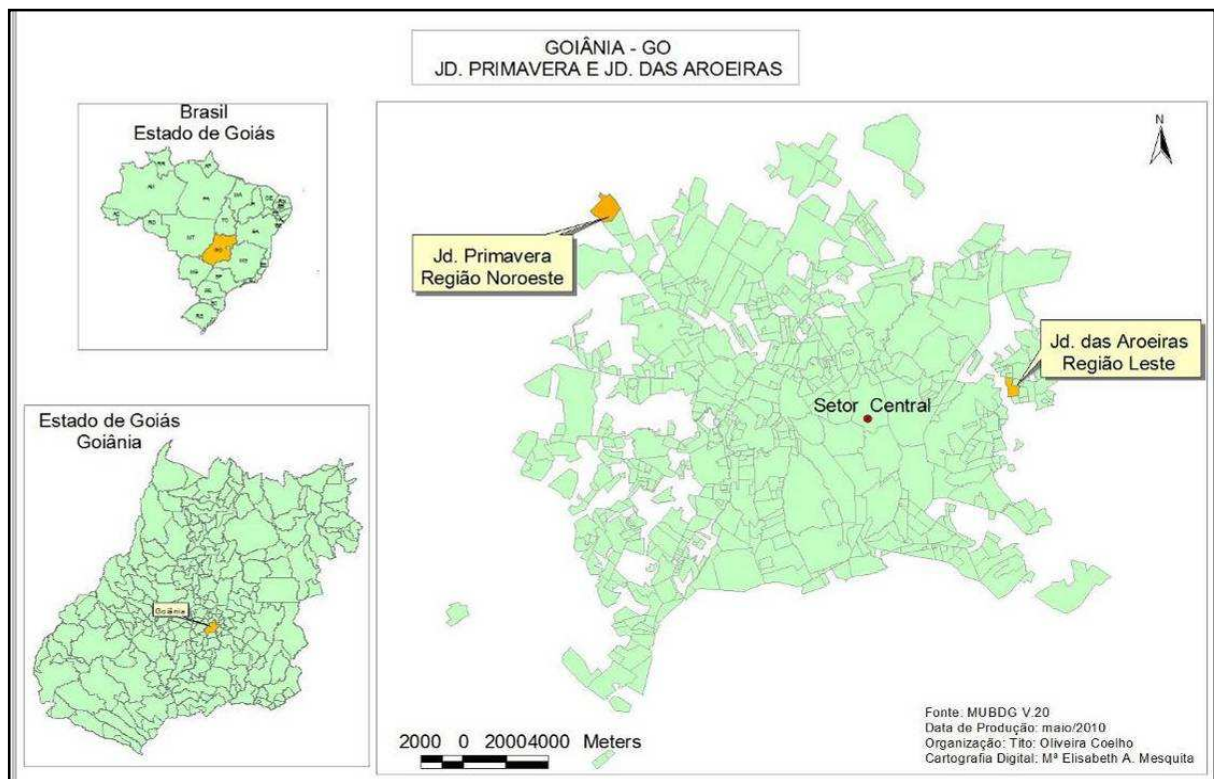 GOIÂNIA - GO
JD. PRIMAVERA E JD. DAS AROEIRAS
Brasil
Estado de Goiás
Estado de Goiás
Goiânia
Goiânia
N
Jd. Primavera
Região Noroeste
Jd. das Aroeiras
Região Leste
Setor Central
2000 0 20004000 Meters
Fonte: MUBDG V.20
Data de Produção: maio/2010
Organização: Tito: Oliveira Coelho
Cartografia Digital: Mª Elisabeth A. Mesquita